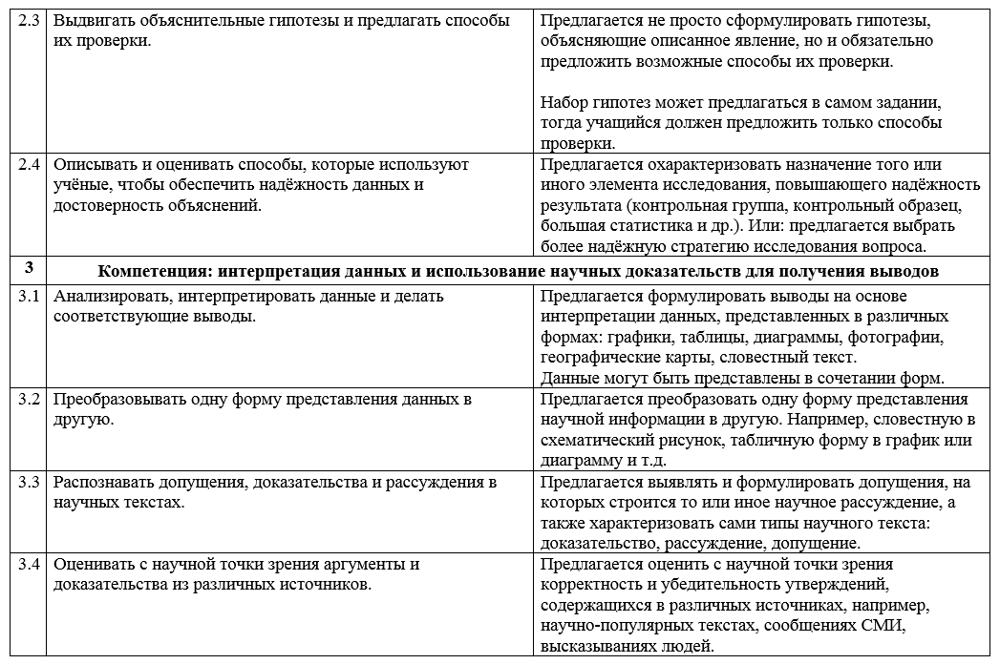 2.3
Выдвигать объяснительные гипотезы и предлагать способы
их проверки.
Предлагается не просто сформулировать гипотезы,
объясняющие описанное явление, но и обязательно
предложить возможные способы их проверки.
Набор гипотез может предлагаться в самом задании,
тогда учащийся должен предложить только способы
проверки.
2.4
Описывать и оценивать способы, которые используют
учёные, чтобы обеспечить надёжность данных и
достоверность объяснений.
Предлагается охарактеризовать назначение того или
иного элемента исследования, повышающего надёжность
результата (контрольная группа, контрольный образец,
большая статистика и др.). Или: предлагается выбрать
более надёжную стратегию исследования вопроса.
3
Компетенция: интерпретация данных и использование научных доказательств для получения выводов
3.1
Анализировать, интерпретировать данные и делать
соответствующие выводы.
Предлагается формулировать выводы на основе
интерпретации данных, представленных в различных
формах: графики, таблицы, диаграммы, фотографии,
географические карты, словестный текст.
Данные могут быть представлены в сочетании форм.
3.2
Преобразовывать одну форму представления данных в
другую.
Предлагается преобразовать одну форму представления
научной информации в другую. Например, словестную в
схематический рисунок, табличную форму в график или
диаграмму и т.д.
3.3
Распознавать допущения, доказательства и рассуждения в
научных текстах.
Предлагается выявлять и формулировать допущения, на
которых строится то или иное научное рассуждение, а
также характеризовать сами типы научного текста:
доказательство, рассуждение, допущение.
3.4
Оценивать с научной точки зрения аргументы и
доказательства из различных источников.
Предлагается оценить с научной точки зрения
корректность и убедительность утверждений,
содержащихся в различных источниках, например,
научно-популярных текстах, сообщениях СМИ,
высказываниях людей.